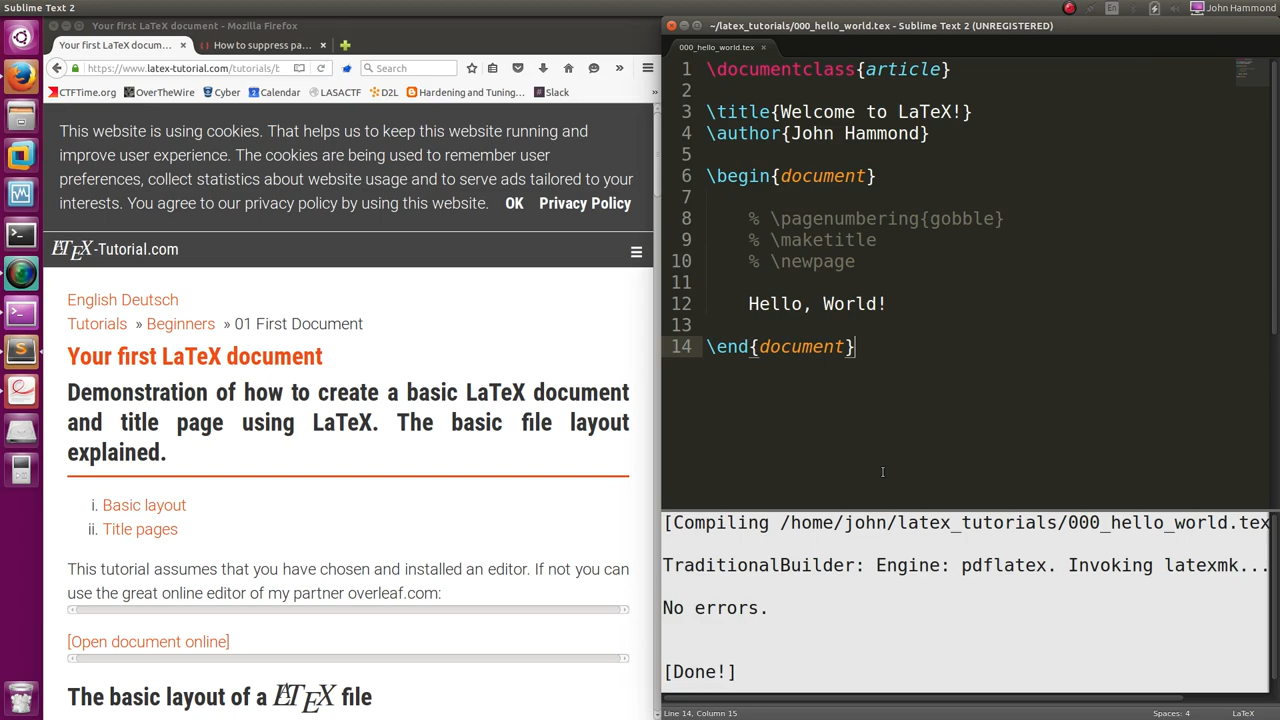 Sublime Text 2
En
John Hammond
Your first LaTeX document - Mozilla Firefox
Your first LaTeX docum...
How to suppress pa...
https://www.latex-tutorial.com/tutorials/b
Search
CTFTime.org
OverTheWire
Cyber
Calendar
LASACTF
D2L
Hardening and Tuning...
Slack
This website is using cookies. That helps us to keep this website running and
improve user experience. The cookies are being used to remember user
preferences, collect statistics about website usage and to serve ads tailored to your
interests. You agree to our privacy policy by using this website. OK Privacy Policy
LATEX-Tutorial.com
English Deutsch
Tutorials » Beginners » 01 First Document
Your first LaTeX document
Demonstration of how to create a basic LaTeX document
and title page using LaTeX. The basic file layout
explained.
i. Basic layout
ii. Title pages
This tutorial assumes that you have chosen and installed an editor. If not you can
use the great online editor of my partner overleaf.com:
[Open document online]
The basic layout of a LATEX file
~/latex_tutorials/000_hello_world.tex - Sublime Text 2 (UNREGISTERED)
000_hello_world.tex
1 \documentclass{article}
2
3 \title{Welcome to LaTeX!}
4 \author{John Hammond}
5
6 \begin{document}
7
8 % \pagenumbering{gobble}
9 % \maketitle
10 % \newpage
11
12 Hello, World!
13
14 \end{document}
[Compiling /home/john/latex_tutorials/000_hello_world.tex
TraditionalBuilder: Engine: pdflatex. Invoking latexmk...
No errors.
[Done!]
Line 14, Column 15
Spaces: 4
LaTeX